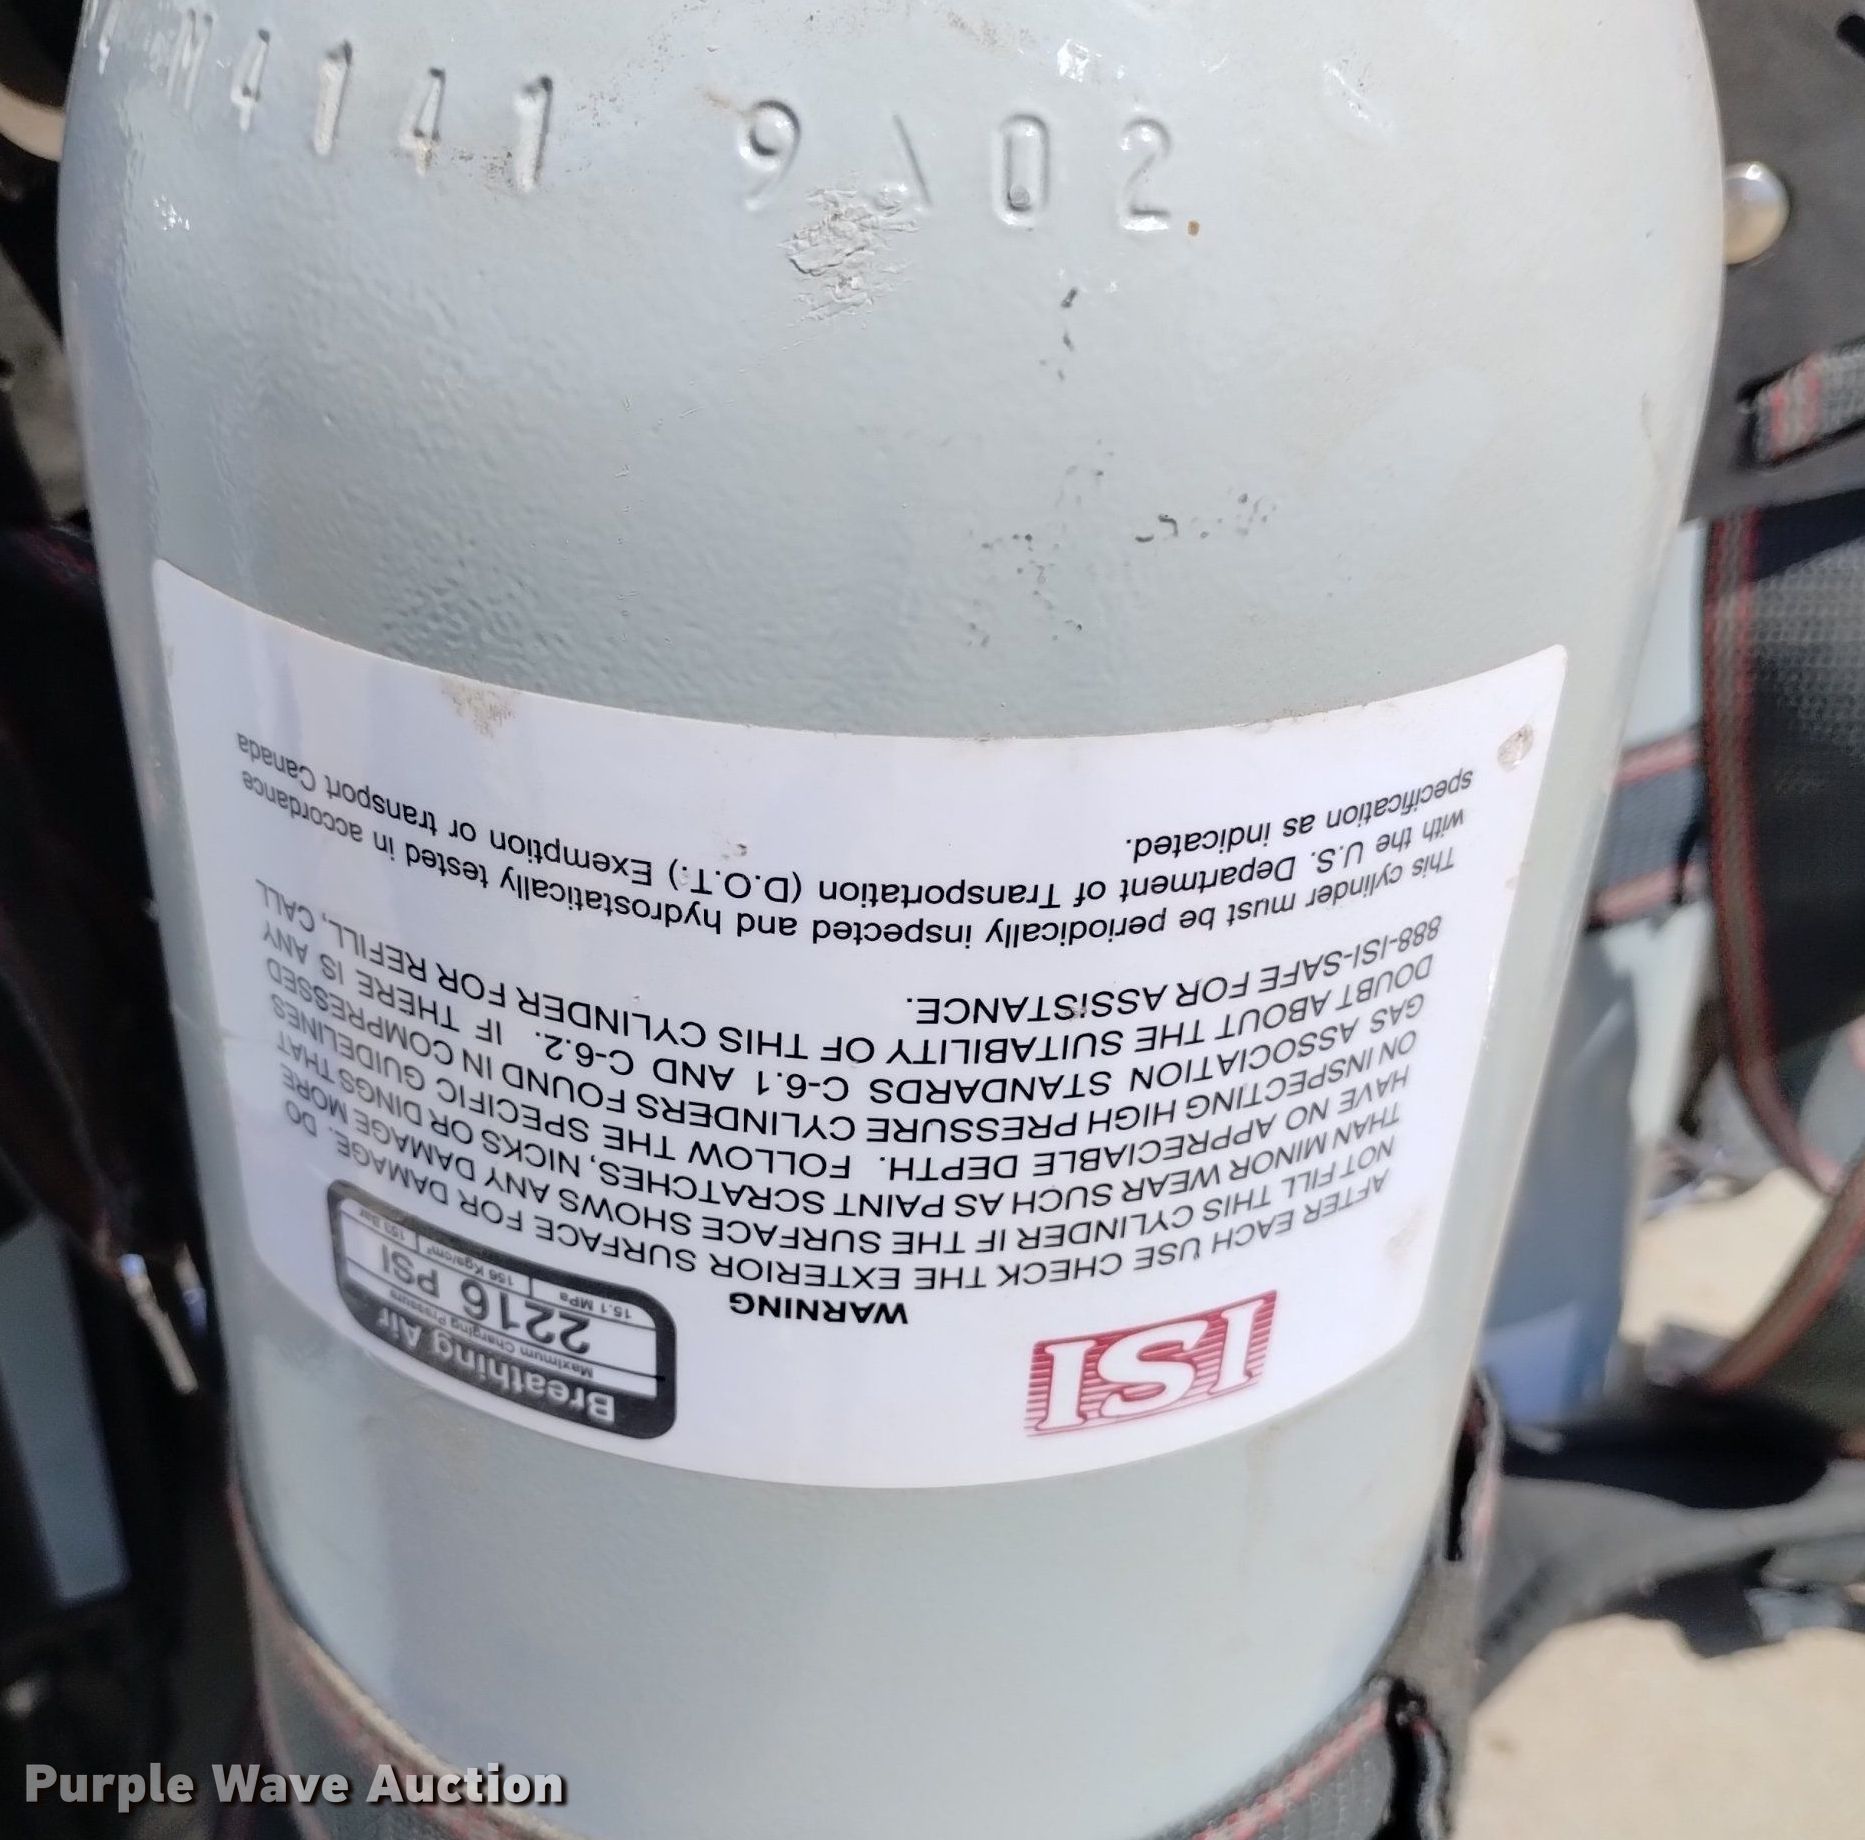 M4141 9A02
ISI
Breathing Air
Maximum Charging Pressure
2216 PSI
15.1 MPa 156 Kgs/cm² 153 Bar
WARNING
AFTER EACH USE CHECK THE EXTERIOR SURFACE FOR DAMAGE. DO
NOT FILL THIS CYLINDER IF THE SURFACE SHOWS ANY DAMAGE MORE
THAN MINOR WEAR SUCH AS PAINT SCRATCHES, NICKS OR DINGS THAT
HAVE NO APPRECIABLE DEPTH. FOLLOW THE SPECIFIC GUIDELINES
ON INSPECTING HIGH PRESSURE CYLINDERS FOUND IN COMPRESSED
GAS ASSOCIATION STANDARDS C-6.1 AND C-6.2. IF THERE IS ANY
DOUBT ABOUT THE SUITABILITY OF THIS CYLINDER FOR REFILL, CALL
888-ISI-SAFE FOR ASSISTANCE.
This cylinder must be periodically inspected and hydrostatically tested in accordance
with the U.S. Department of Transportation (D.O.T.) Exemption or transport Canada
specification as indicated.
Purple Wave Auction